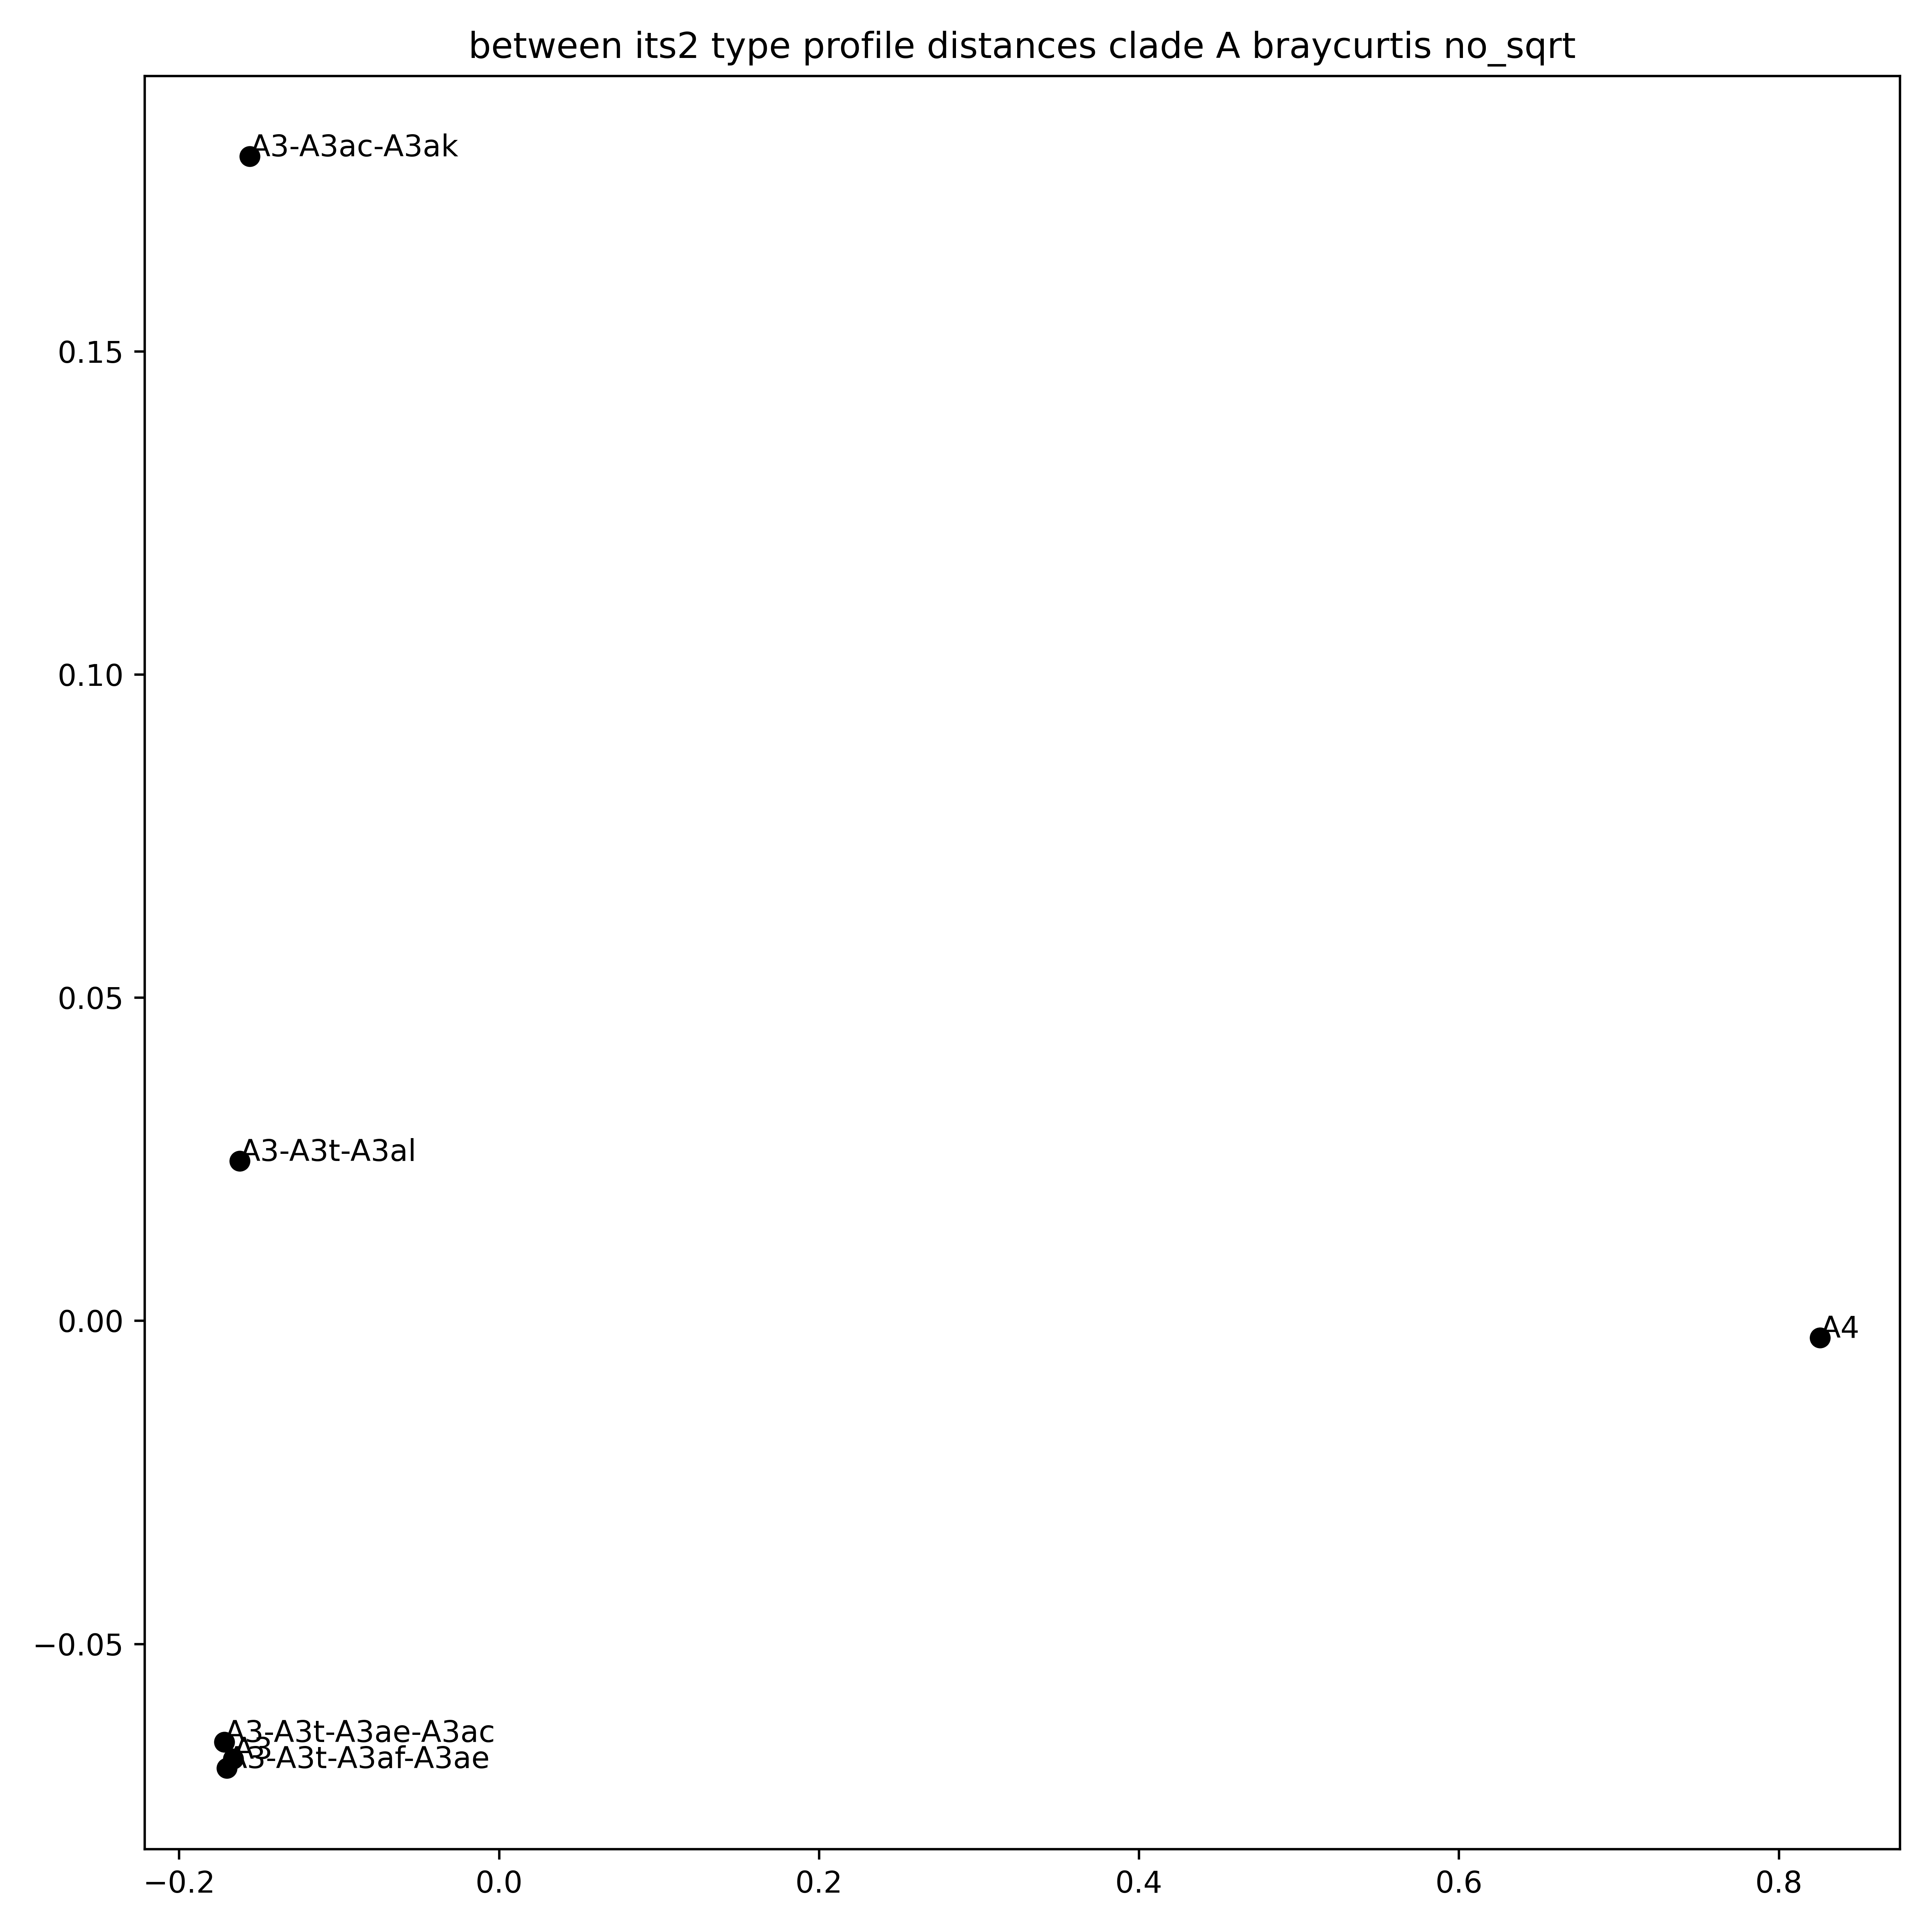 between its2 type profile distances clade A braycurtis no_sqrt
A3-A3ac-A3ak
0.15
0.10
0.05
A3-A3t-A3al
0.00
A4
−0.05
A3-A3t-A3ae-A3ac
A3
A3-A3t-A3af-A3ae
−0.2 0.0 0.2 0.4 0.6 0.8